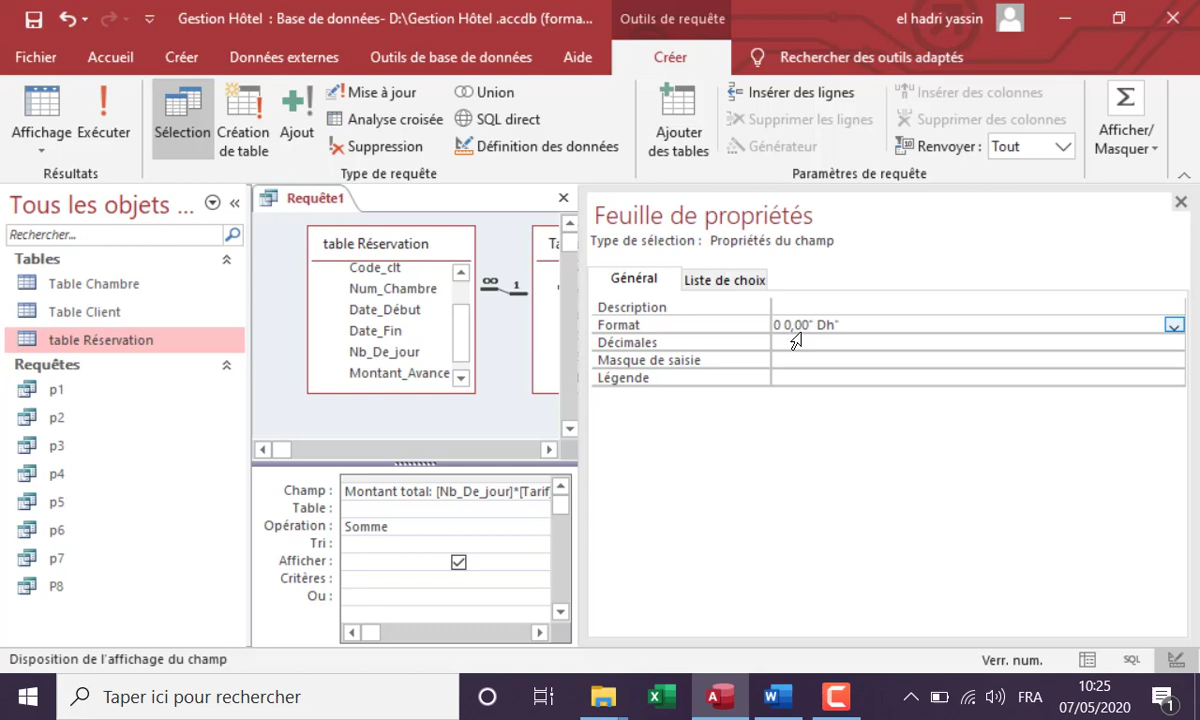 Gestion Hôtel : Base de données- D:\Gestion Hôtel .accdb (forma...
Outils de requête
el hadri yassin
Fichier
Accueil
Créer
Données externes
Outils de base de données
Aide
Créer
Rechercher des outils adaptés
Affichage
Exécuter
Résultats
Sélection
Création de table
Ajout
Mise à jour
Analyse croisée
Suppression
Union
SQL direct
Définition des données
Type de requête
Ajouter des tables
Insérer des lignes
Supprimer les lignes
Générateur
Insérer des colonnes
Supprimer des colonnes
Renvoyer : Tout
Paramètres de requête
Σ
Afficher/
Masquer
Tous les objets ...
Rechercher...
Tables
Table Chambre
Table Client
table Réservation
Requêtes
p1
p2
p3
p4
p5
p6
p7
P8
Requête1
table Réservation
Code_clt
Num_Chambre
Date_Début
Date_Fin
Nb_De_jour
Montant_Avance
∞ 1
Champ : Montant total: [Nb_De_jour]*[Tarif
Table :
Opération : Somme
Tri :
Afficher :
Critères :
Ou :
Feuille de propriétés
Type de sélection : Propriétés du champ
Général
Liste de choix
Description
Format 0 0,00" Dh"
Décimales
Masque de saisie
Légende
Disposition de l'affichage du champ
Verr. num.
SQL
Taper ici pour rechercher
FRA
10:25
07/05/2020
1